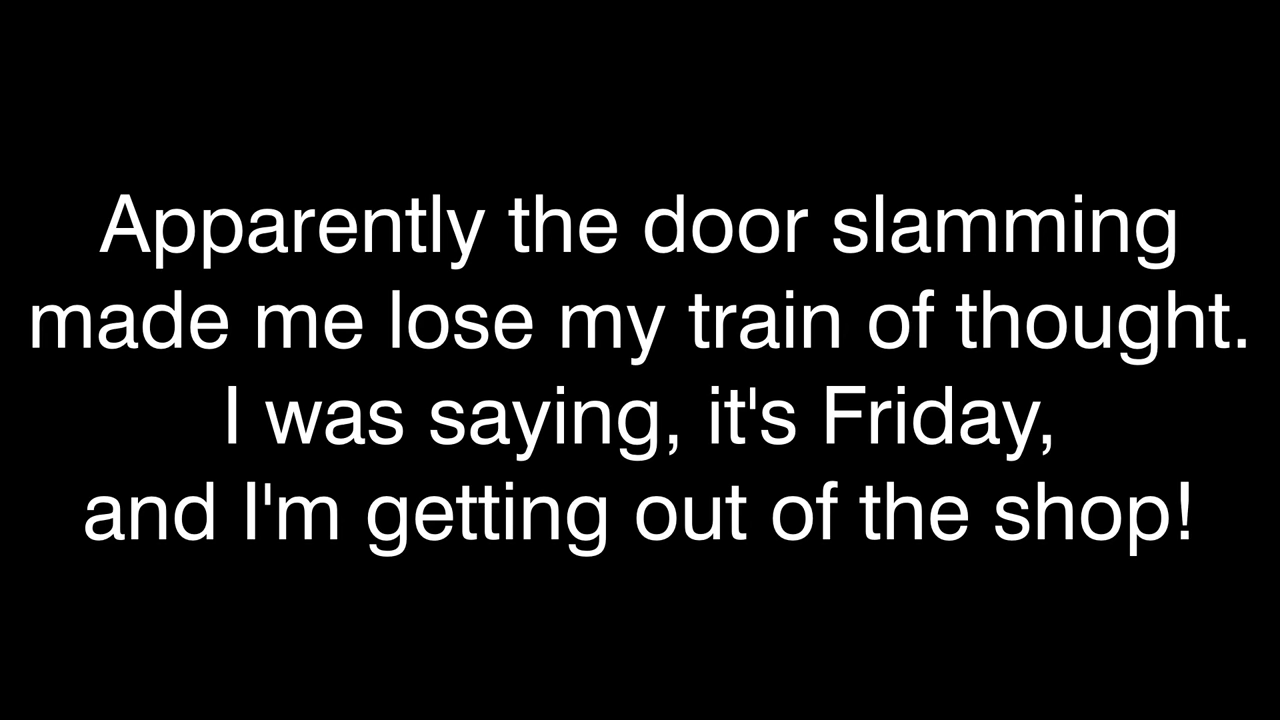 Apparently the door slamming
made me lose my train of thought.
I was saying, it's Friday,
and I'm getting out of the shop!